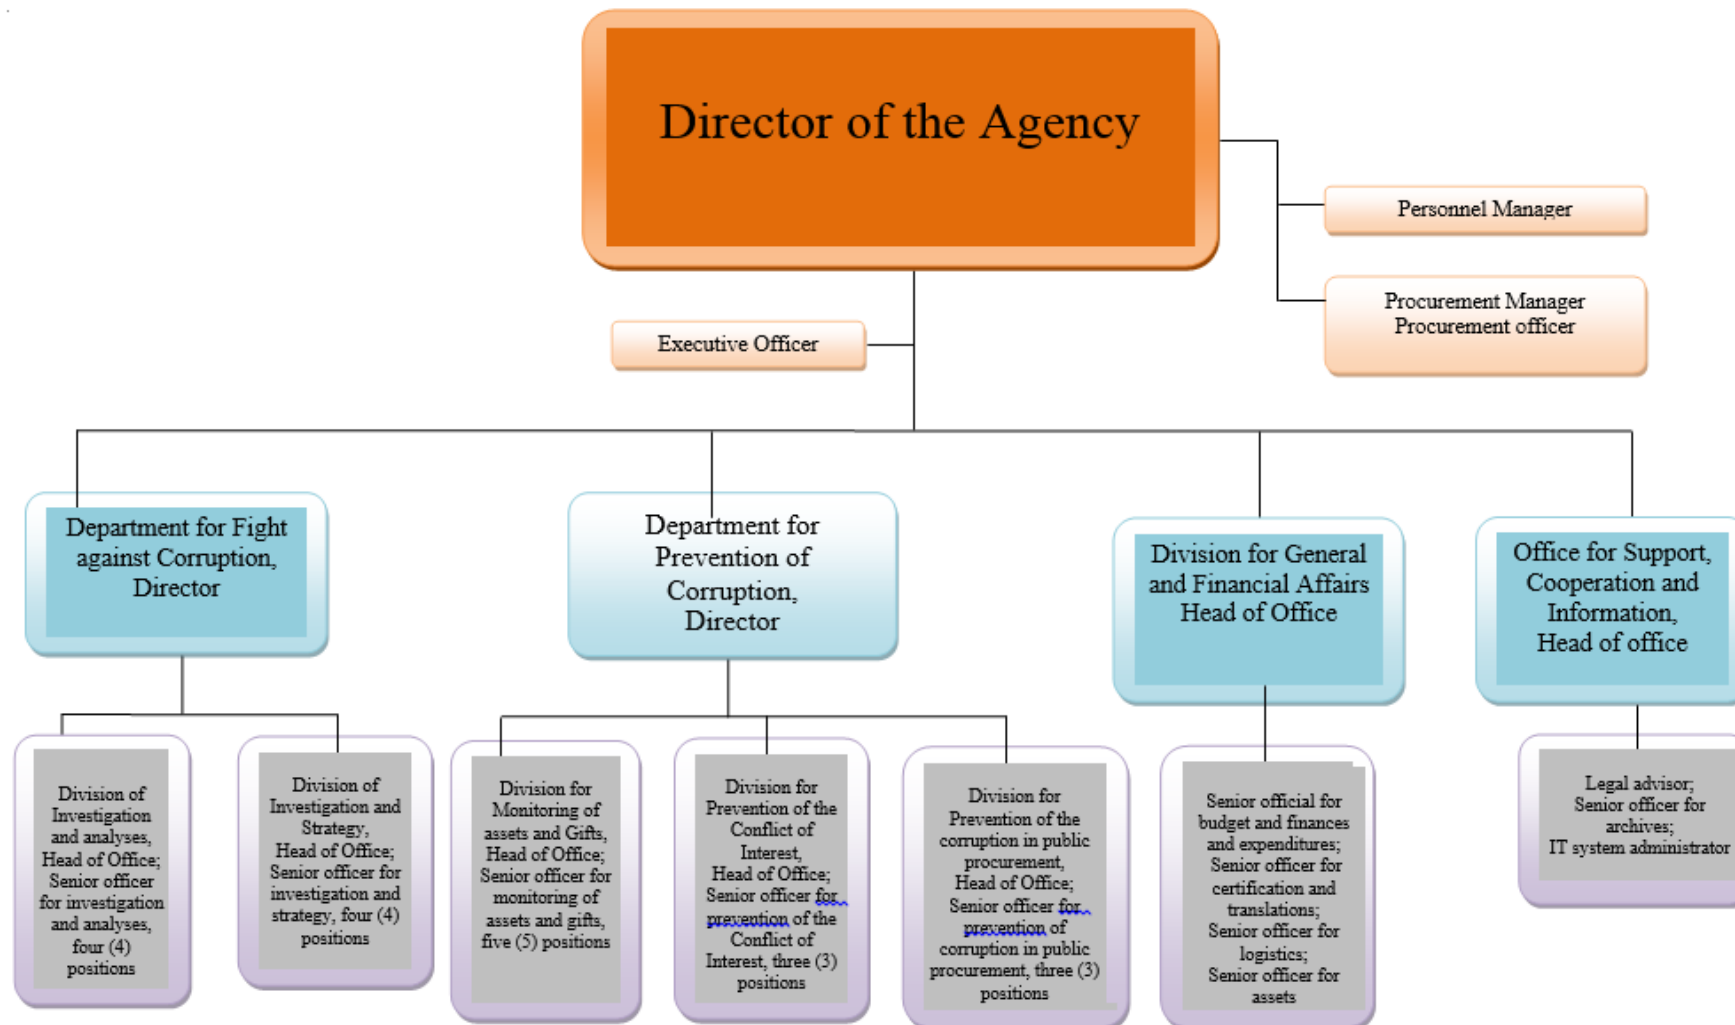 Director of the Agency
Personnel Manager
Procurement Manager
Procurement officer
Executive Officer
Department for Fight
against Corruption,
Director
Department for
Prevention of
Corruption,
Director
Division for General
and Financial Affairs
Head of Office
Office for Support,
Cooperation and
Information,
Head of office
Division of
Investigation
and analyses,
Head of Office;
Senior officer
for investigation
and analyses,
four (4)
positions
Division of
Investigation and
Strategy,
Head of Office;
Senior officer for
investigation and
strategy, four (4)
positions
Division for
Monitoring of
assets and Gifts,
Head of Office;
Senior officer for
monitoring of
assets and gifts,
five (5) positions
Division for
Prevention of the
Conflict of
Interest,
Head of Office;
Senior officer for
prevention of the
Conflict of
Interest, three (3)
positions
Division for
Prevention of the
corruption in public
procurement,
Head of Office;
Senior officer for
prevention of
corruption in public
procurement, three (3)
positions
Senior official for
budget and finances
and expenditures;
Senior officer for
certification and
translations;
Senior officer for
logistics;
Senior officer for
assets
Legal advisor;
Senior officer for
archives;
IT system administrator